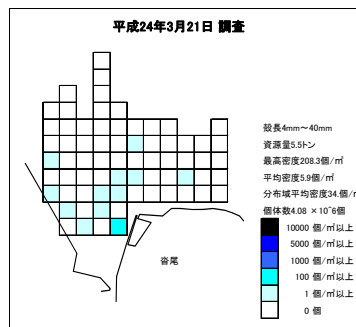 平成24年3月21日 調査
殻長4mm～40mm
資源量5.5トン
最高密度208.3個/㎡
平均密度5.9個/㎡
分布域平均密度34.個/㎡
個体数4.08 ×10^6個
10000 個/㎡以上
5000 個/㎡以上
1000 個/㎡以上
100 個/㎡以上
1 個/㎡以上
0 個
沓尾